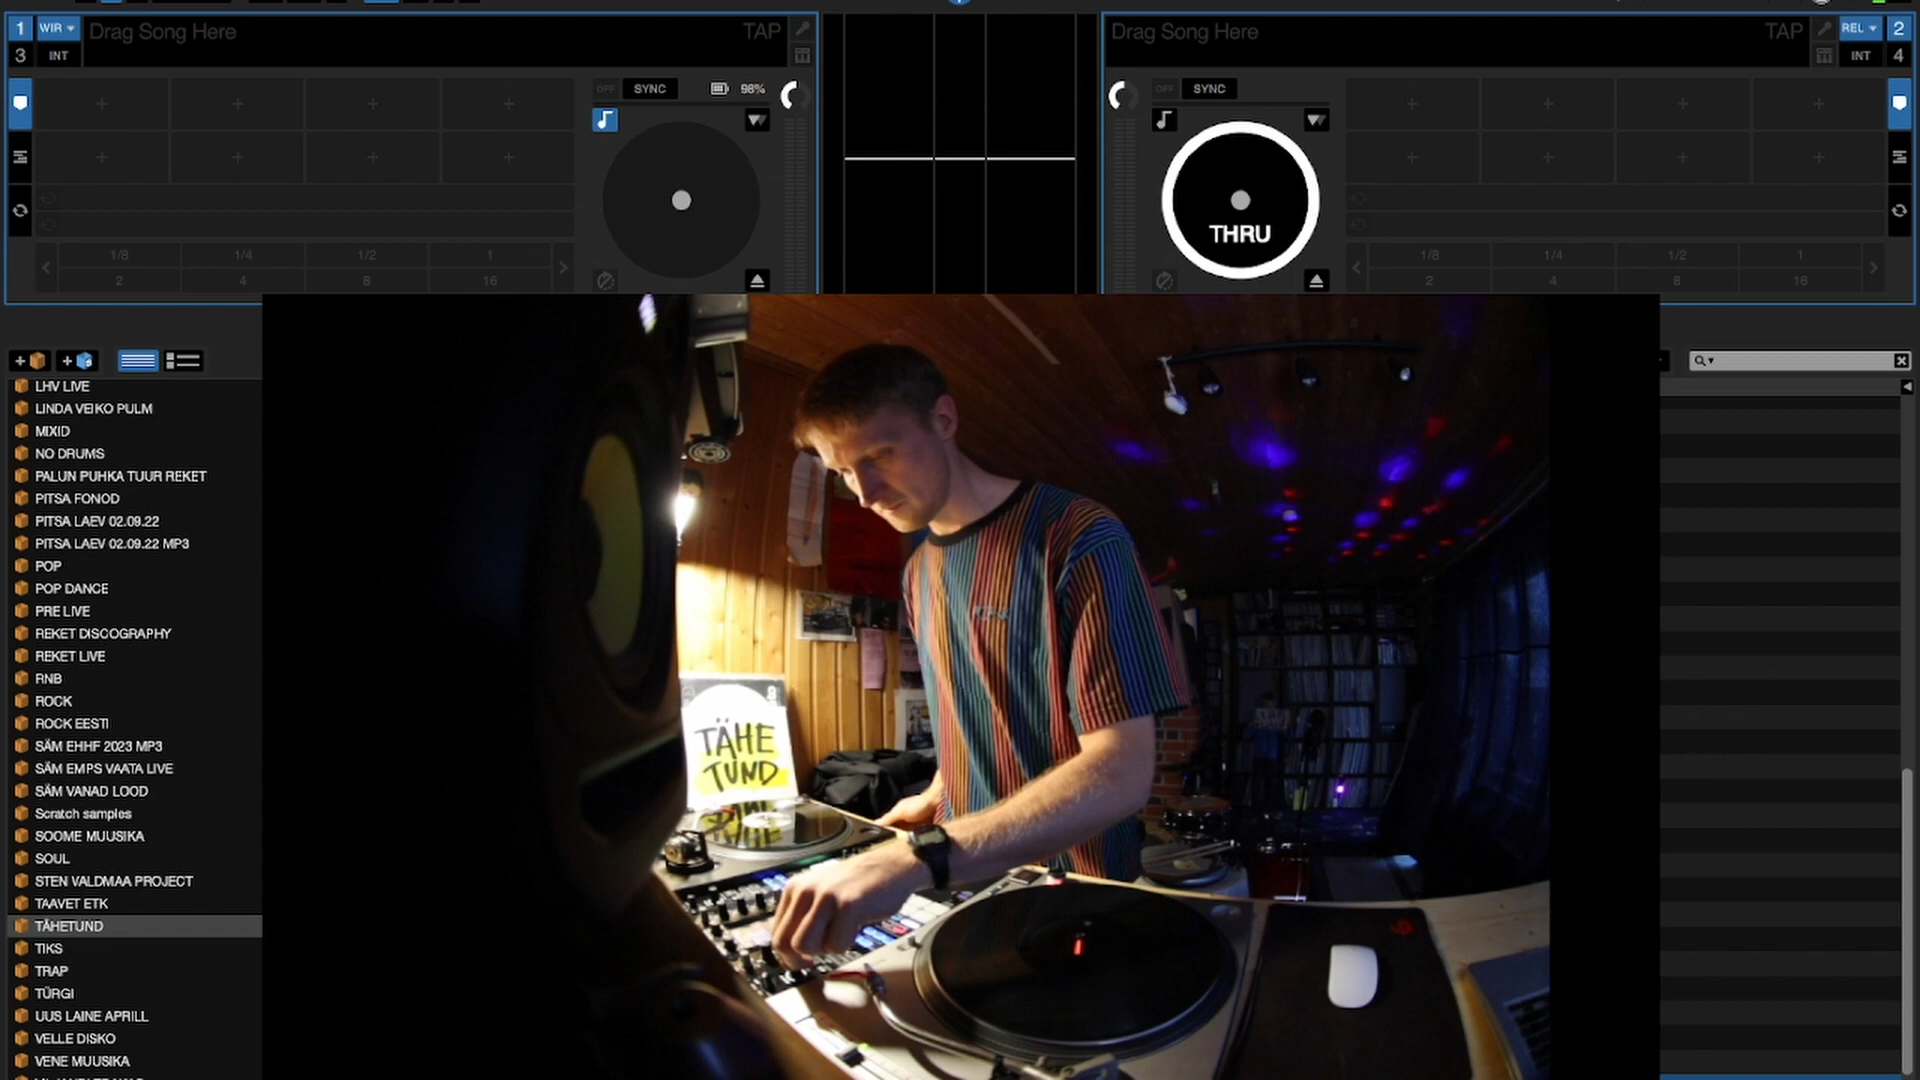 1 WIR Drag Song Here TAP
3 INT
OFF SYNC 98%
1/8 1/4 1/2 1
2 4 8 16
Drag Song Here TAP REL 2
INT 4
OFF SYNC
THRU
1/8 1/4 1/2 1
2 4 8 16
LHV LIVE
LINDA VEIKO PULM
MIXID
NO DRUMS
PALUN PUHKA TUUR REKET
PITSA FONOD
PITSA LAEV 02.09.22
PITSA LAEV 02.09.22 MP3
POP
POP DANCE
PRE LIVE
REKET DISCOGRAPHY
REKET LIVE
RNB
ROCK
ROCK EESTI
SÄM EHHF 2023 MP3
SÄM EMPS VAATA LIVE
SÄM VANAD LOOD
Scratch samples
SOOME MUUSIKA
SOUL
STEN VALDMAA PROJECT
TAAVET ETK
TÄHETUND
TIKS
TRAP
TÜRGI
UUS LAINE APRILL
VELLE DISKO
VENE MUUSIKA
TÄHE
TUND